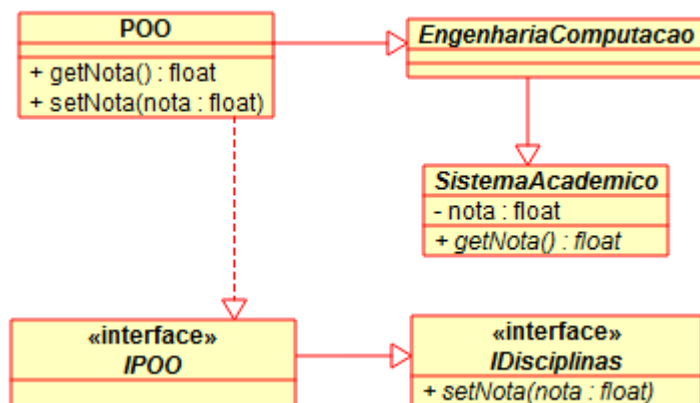 POO
+ getNota() : float
+ setNota(nota : float)
EngenhariaComputacao
SistemaAcademico
- nota : float
+ getNota() : float
«interface»
IPOO
«interface»
IDisciplinas
+ setNota(nota : float)